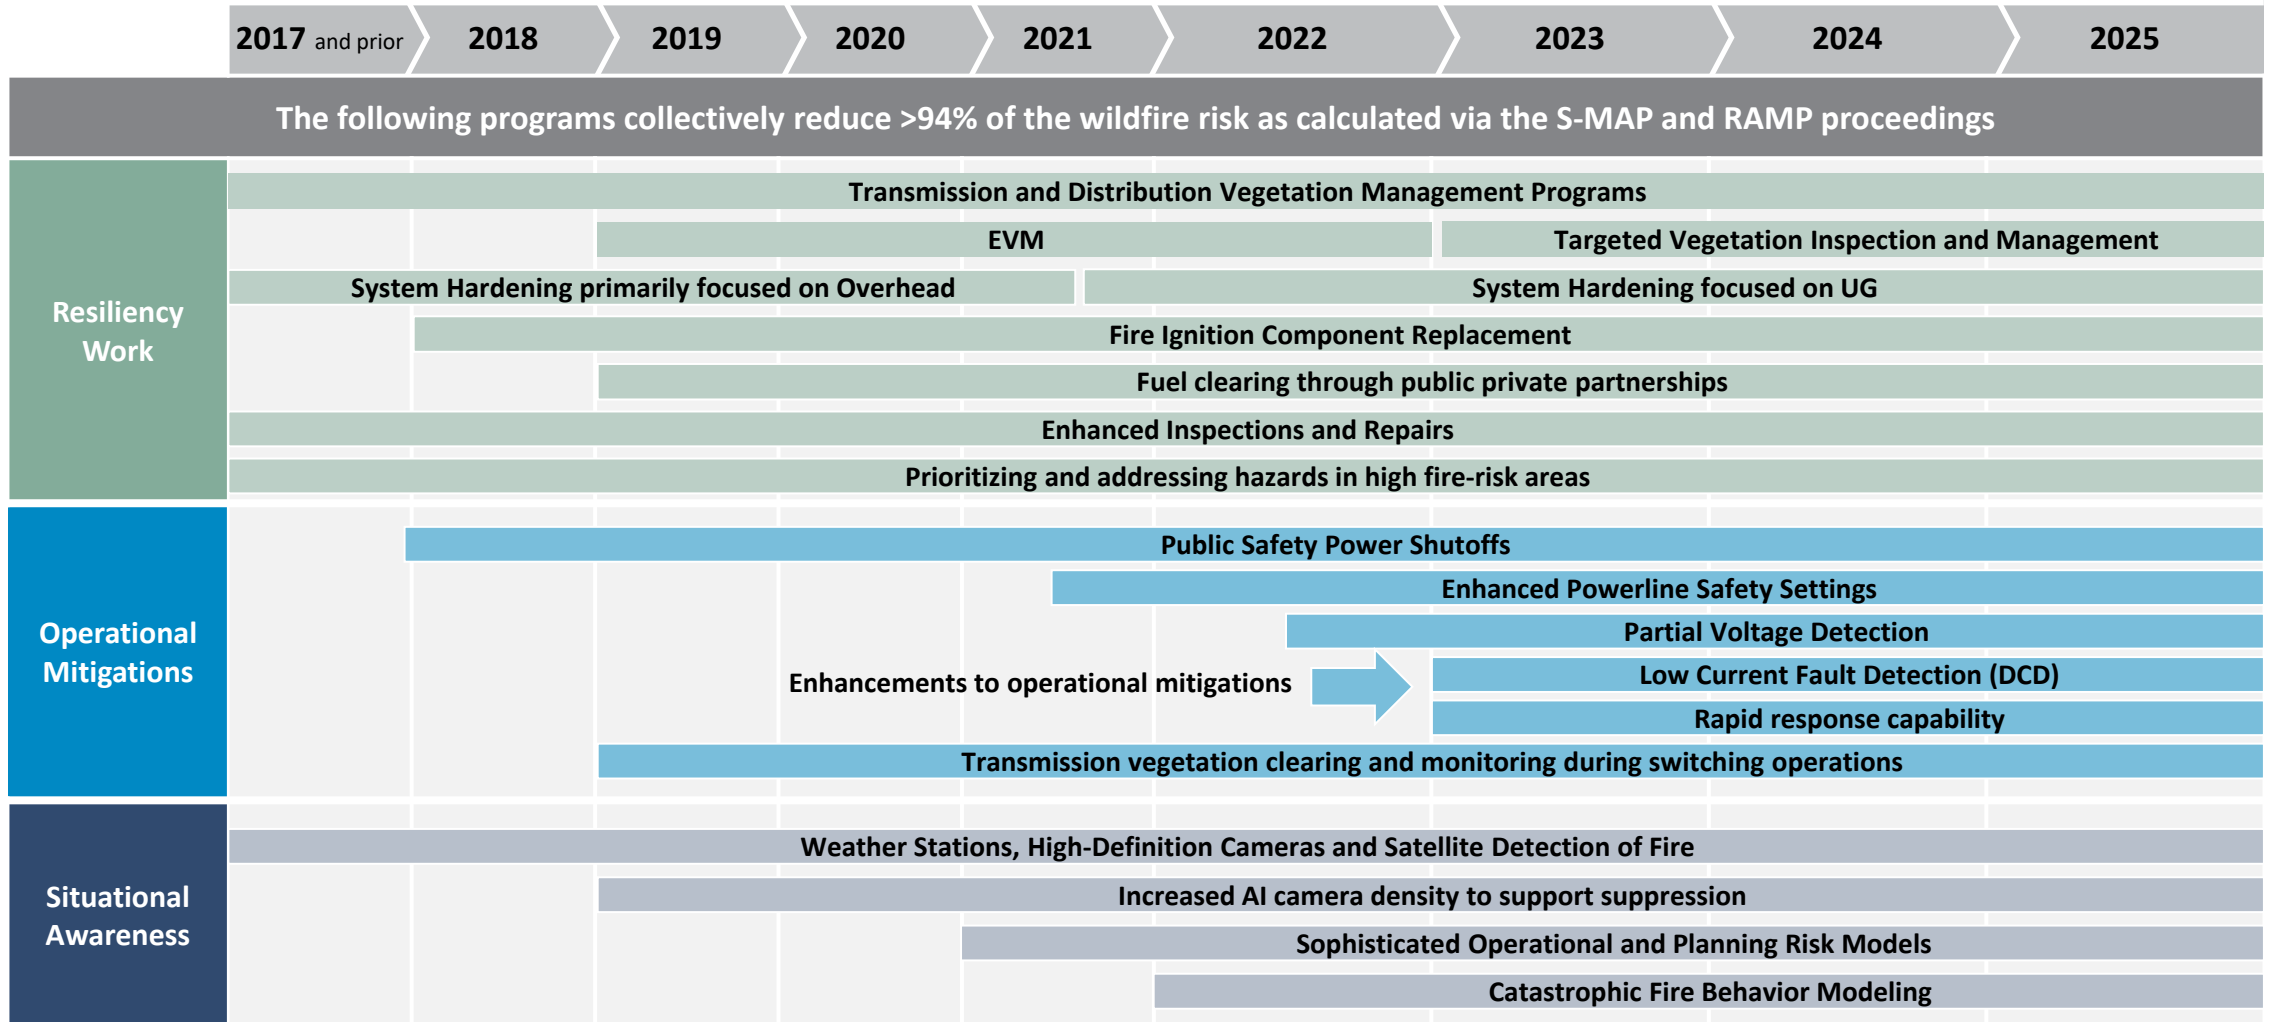 2017 and prior 2018 2019 2020 2021 2022 2023 2024 2025
The following programs collectively reduce >94% of the wildfire risk as calculated via the S-MAP and RAMP proceedings
Resiliency
Work
Transmission and Distribution Vegetation Management Programs
EVM
Targeted Vegetation Inspection and Management
System Hardening primarily focused on Overhead
System Hardening focused on UG
Fire Ignition Component Replacement
Fuel clearing through public private partnerships
Enhanced Inspections and Repairs
Prioritizing and addressing hazards in high fire-risk areas
Operational
Mitigations
Public Safety Power Shutoffs
Enhanced Powerline Safety Settings
Partial Voltage Detection
Enhancements to operational mitigations
Low Current Fault Detection (DCD)
Rapid response capability
Transmission vegetation clearing and monitoring during switching operations
Situational
Awareness
Weather Stations, High-Definition Cameras and Satellite Detection of Fire
Increased AI camera density to support suppression
Sophisticated Operational and Planning Risk Models
Catastrophic Fire Behavior Modeling